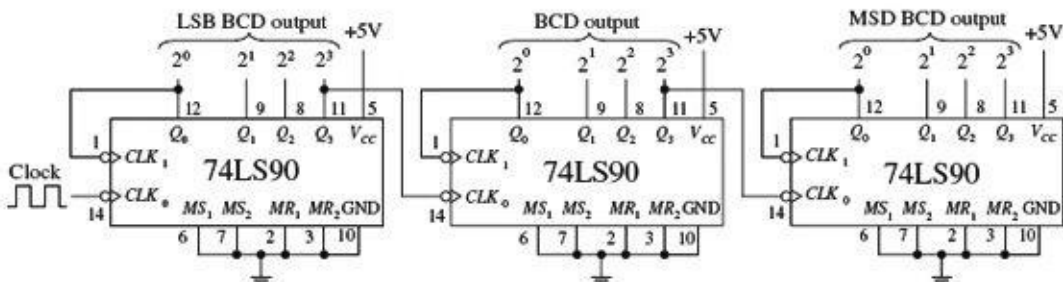 LSB BCD output
BCD output
MSD BCD output
+5V
+5V
+5V
2⁰ 2¹ 2² 2³
2⁰ 2¹ 2² 2³
2⁰ 2¹ 2² 2³
12 9 8 11 5
12 9 8 11 5
12 9 8 11 5
1 Q₀ Q₁ Q₂ Q₃ V_CC
1 Q₀ Q₁ Q₂ Q₃ V_CC
1 Q₀ Q₁ Q₂ Q₃ V_CC
CLK₁
CLK₁
CLK₁
Clock
74LS90
74LS90
74LS90
CLK₀
CLK₀
CLK₀
14 MS₁ MS₂ MR₁ MR₂ GND
14 MS₁ MS₂ MR₁ MR₂ GND
14 MS₁ MS₂ MR₁ MR₂ GND
6 7 2 3 10
6 7 2 3 10
6 7 2 3 10